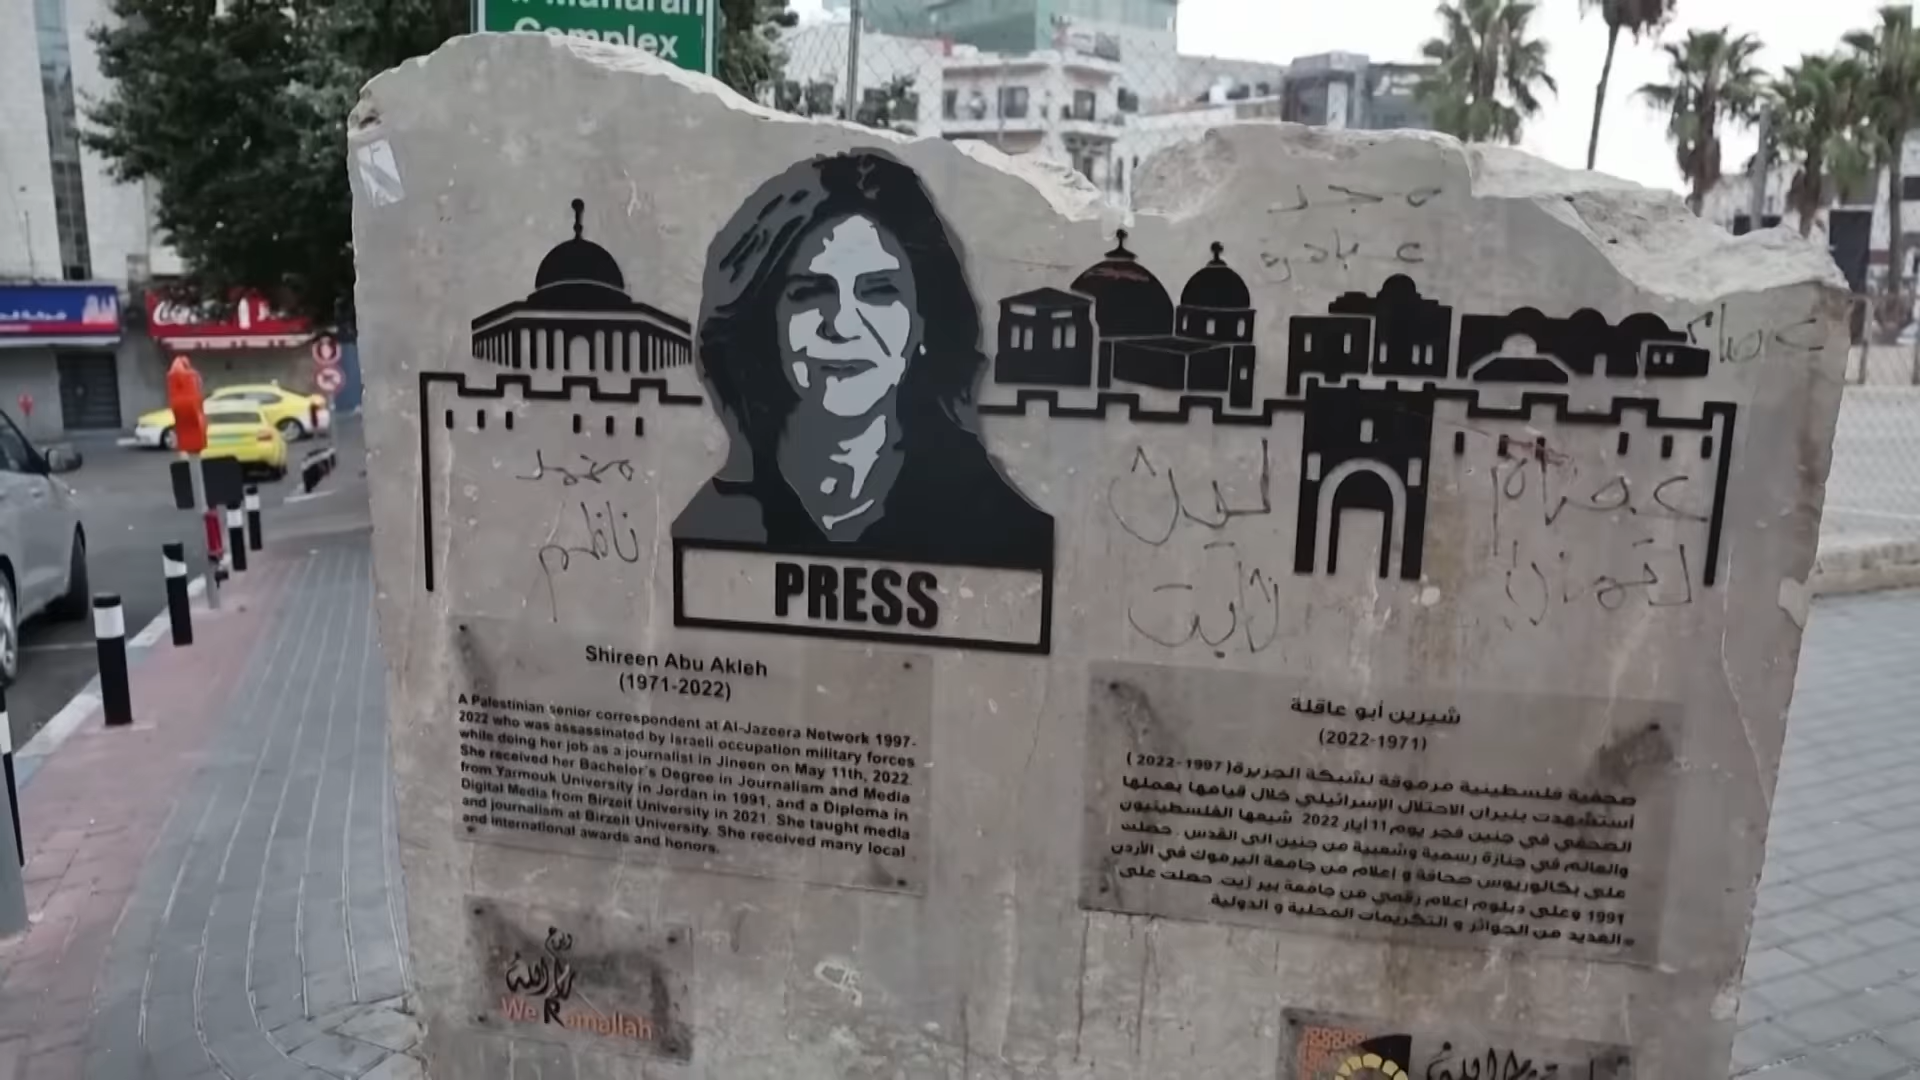 Complex
PRESS
Shireen Abu Akleh
(1971-2022)
A Palestinian senior correspondent at Al-Jazeera Network 1997-
2022 who was assassinated by Israeli occupation military forces
while doing her job as a journalist in Jineen on May 11th, 2022.
She received her Bachelor's Degree in Journalism and Media
from Yarmouk University in Jordan in 1991, and a Diploma in
Digital Media from Birzeit University in 2021. She taught media
and journalism at Birzeit University. She received many local
and international awards and honors.
شيرين أبو عاقلة
(1971-2022)
صحفية فلسطينية مرموقة لشبكة الجزيرة (1997-2022)
أستشهدت بنيران الاحتلال الإسرائيلي خلال قيامها بعملها
الصحفي في جنين فجر يوم 11 أيار 2022 شيعها الفلسطينيون
والعالم في جنازة رسمية وشعبية من جنين الى القدس. حصلت
على بكالوريوس صحافة و إعلام من جامعة اليرموك في الأردن
1991 وعلى دبلوم إعلام رقمي من جامعة بير زيت. حصلت على
العديد من الجوائز و التكريمات المحلية و الدولية
محمد
ناظم
عصام
We Ramallah